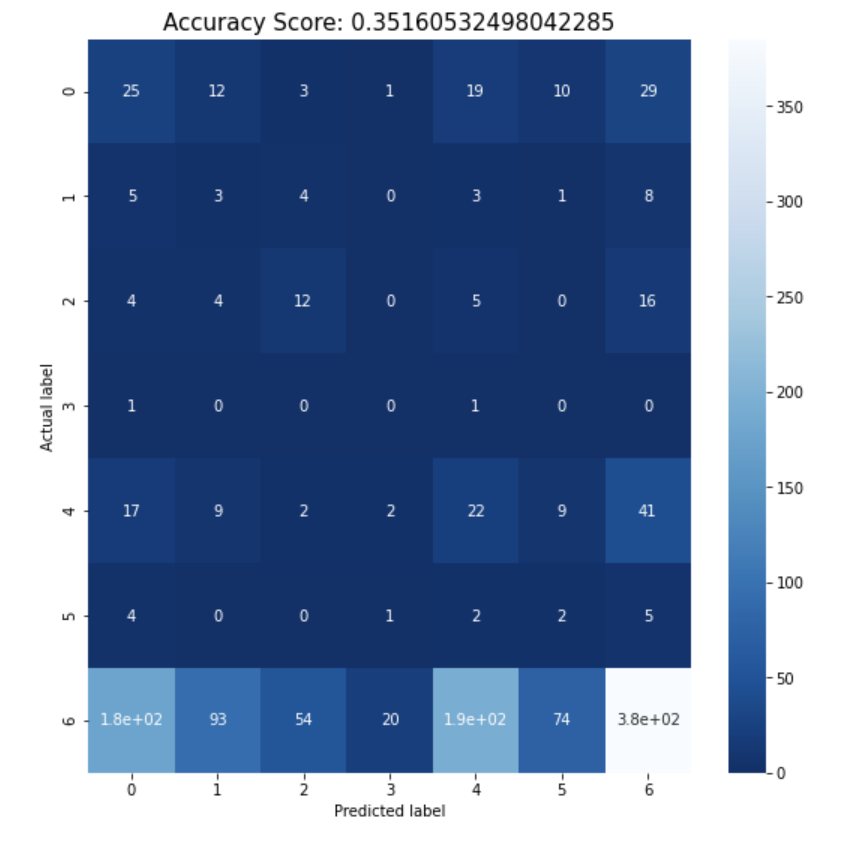 Accuracy Score: 0.35160532498042285
0 25 12 3 1 19 10 29
1 5 3 4 0 3 1 8
2 4 4 12 0 5 0 16
3 1 0 0 0 1 0 0
4 17 9 2 2 22 9 41
5 4 0 0 1 2 2 5
6 1.8e+02 93 54 20 1.9e+02 74 3.8e+02
0 1 2 3 4 5 6
Predicted label
Actual label
350
300
250
200
150
100
50
0